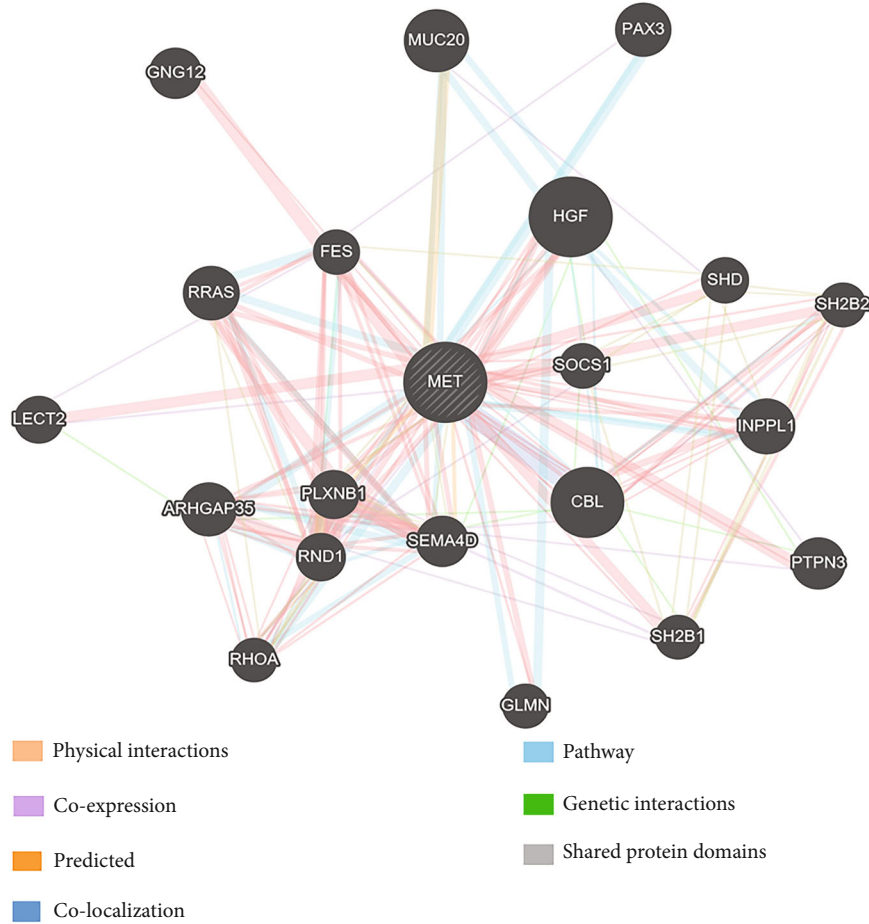 PAX3
MUC20
GNG12
HGF
FES
SHD
RRAS
SH2B2
SOCS1
MET
LECT2
INPPL1
PLXNB1
CBL
ARHGAP35
SEMA4D
RND1
PTPN3
SH2B1
RHOA
GLMN
Physical interactions
Co-expression
Predicted
Co-localization
Pathway
Genetic interactions
Shared protein domains